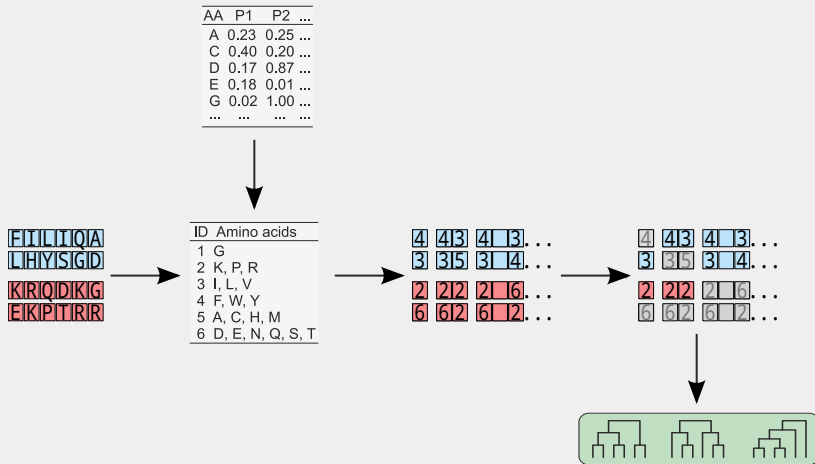 AA P1 P2 ...
A 0.23 0.25 ...
C 0.40 0.20 ...
D 0.17 0.87 ...
E 0.18 0.01 ...
G 0.02 1.00 ...
... ... ...
FILIQA
LHYSGD
KRQDKG
EKPTRR
ID Amino acids
1 G
2 K, P, R
3 I, L, V
4 F, W, Y
5 A, C, H, M
6 D, E, N, Q, S, T
4 43 4 3...
3 35 3 4...
2 22 2 6...
6 62 6 2...
4 43 4 3...
3 35 3 4...
2 22 2 6...
6 62 6 2...